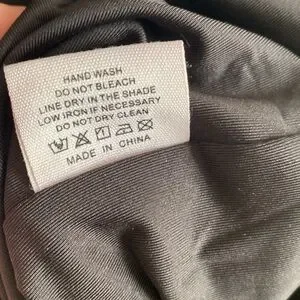 HAND WASH
DO NOT BLEACH
LINE DRY IN THE SHADE
LOW IRON IF NECESSARY
DO NOT DRY CLEAN
MADE IN CHINA